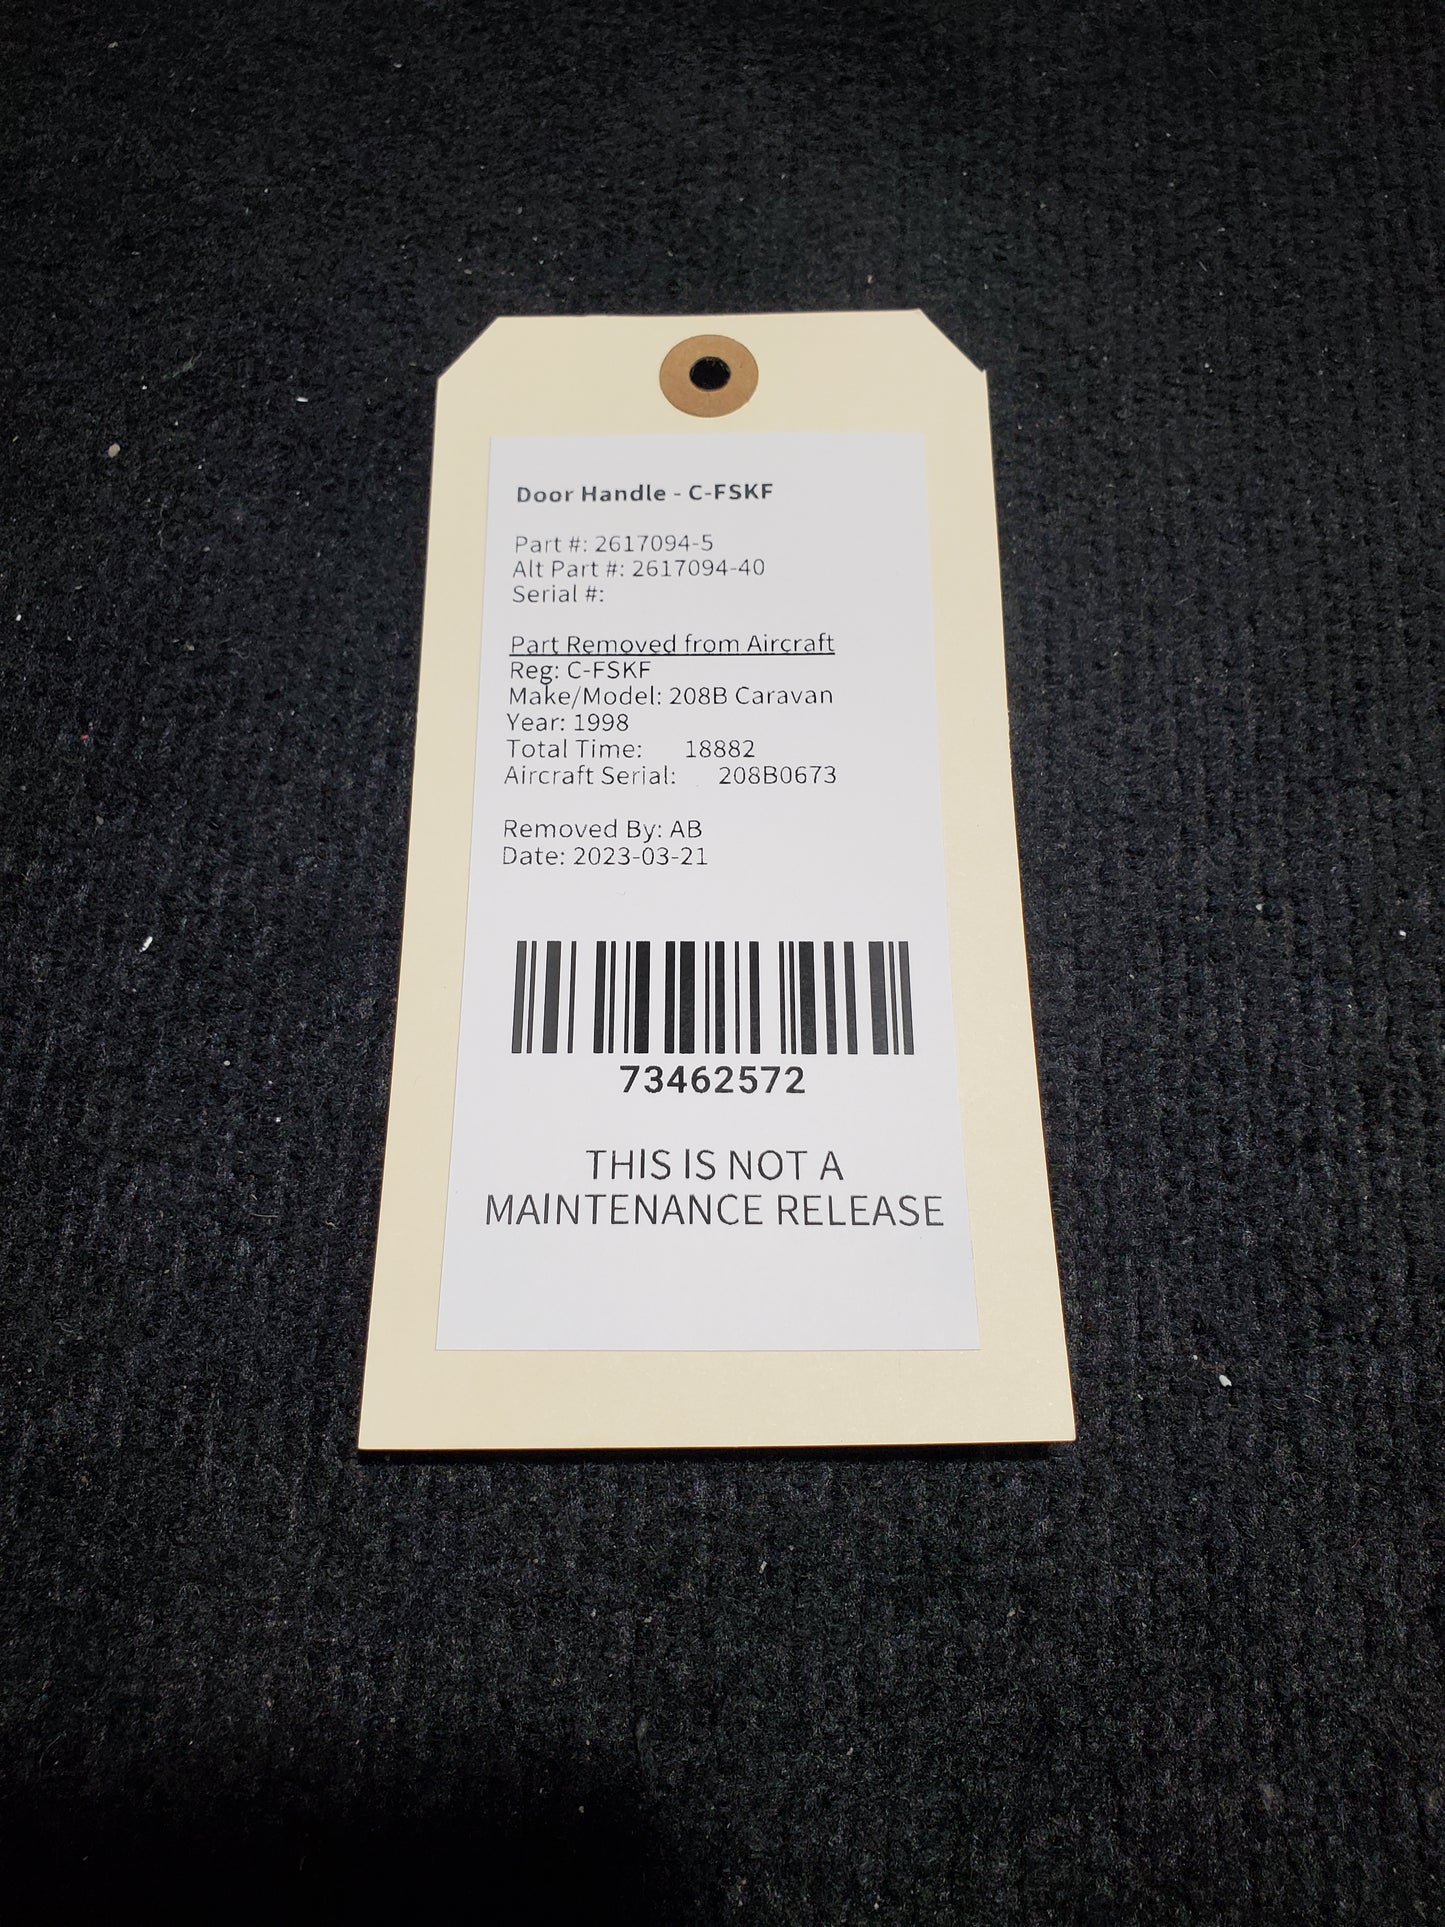 Door Handle - C-FSKF
Part #: 2617094-5
Alt Part #: 2617094-40
Serial #:
Part Removed from Aircraft
Reg: C-FSKF
Make/Model: 208B Caravan
Year: 1998
Total Time: 18882
Aircraft Serial: 208B0673
Removed By: AB
Date: 2023-03-21
73462572
THIS IS NOT A
MAINTENANCE RELEASE